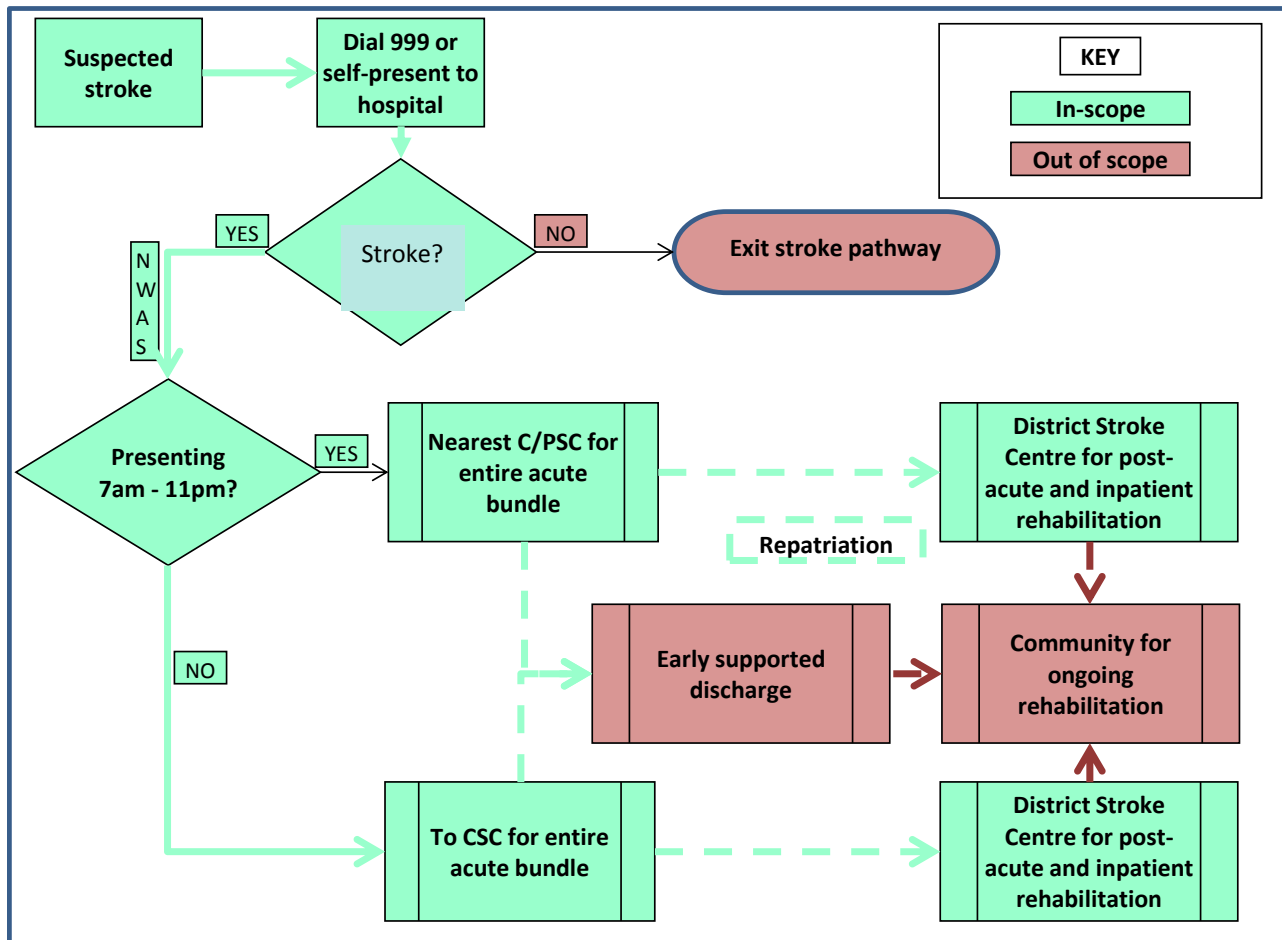 Suspected
stroke
Dial 999 or
self-present to
hospital
KEY
In-scope
Out of scope
YES
Stroke?
NO
Exit stroke pathway
N
W
A
S
Presenting
7am - 11pm?
YES
Nearest C/PSC for
entire acute
bundle
District Stroke
Centre for post-
acute and inpatient
rehabilitation
Repatriation
NO
Early supported
discharge
Community for
ongoing
rehabilitation
To CSC for entire
acute bundle
District Stroke
Centre for post-
acute and inpatient
rehabilitation